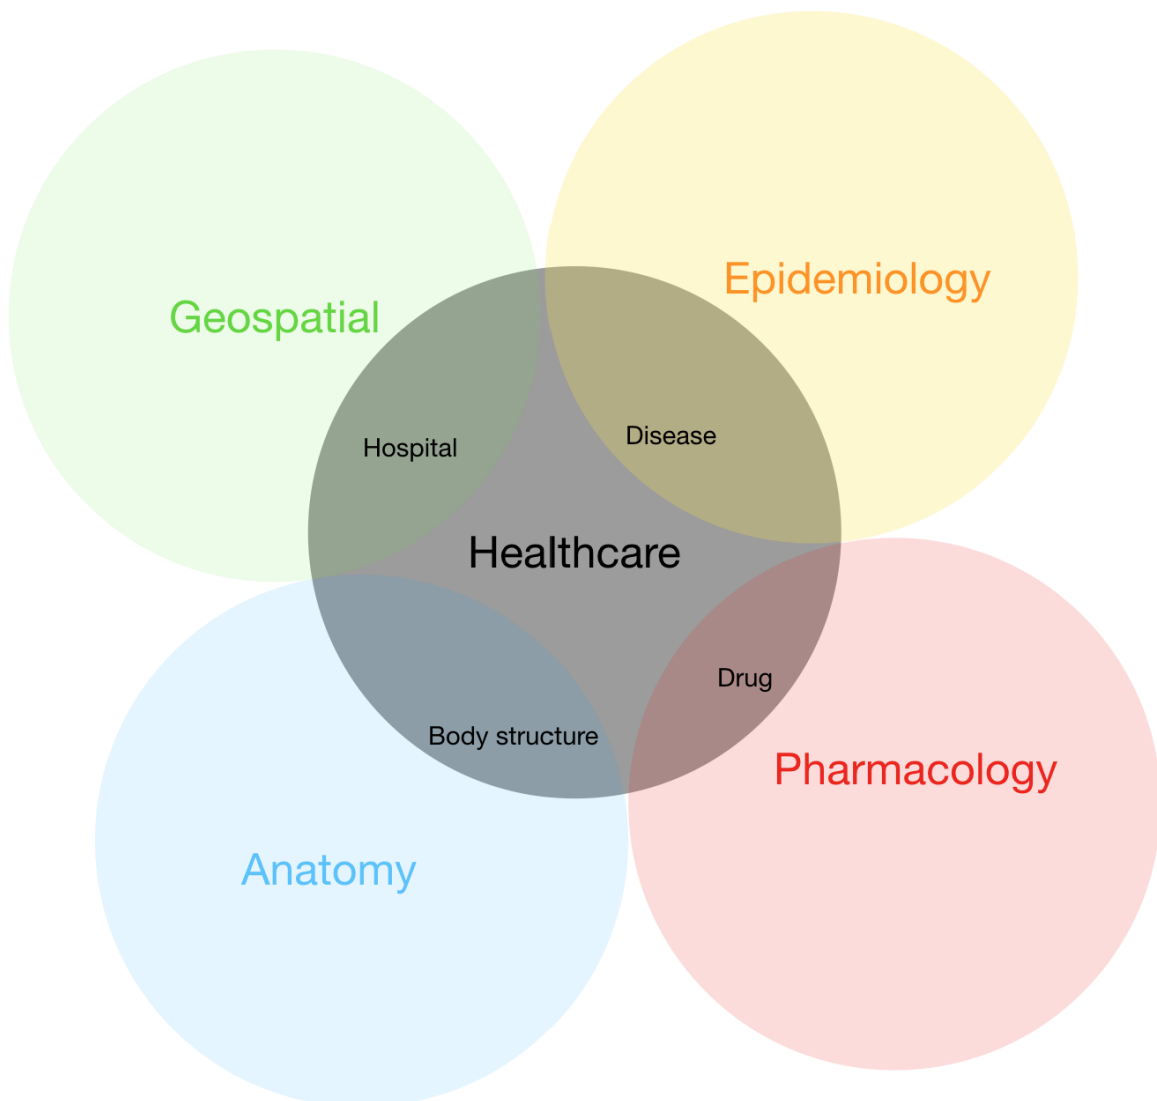 Epidemiology
Geospatial
Disease
Hospital
Healthcare
Drug
Body structure
Pharmacology
Anatomy